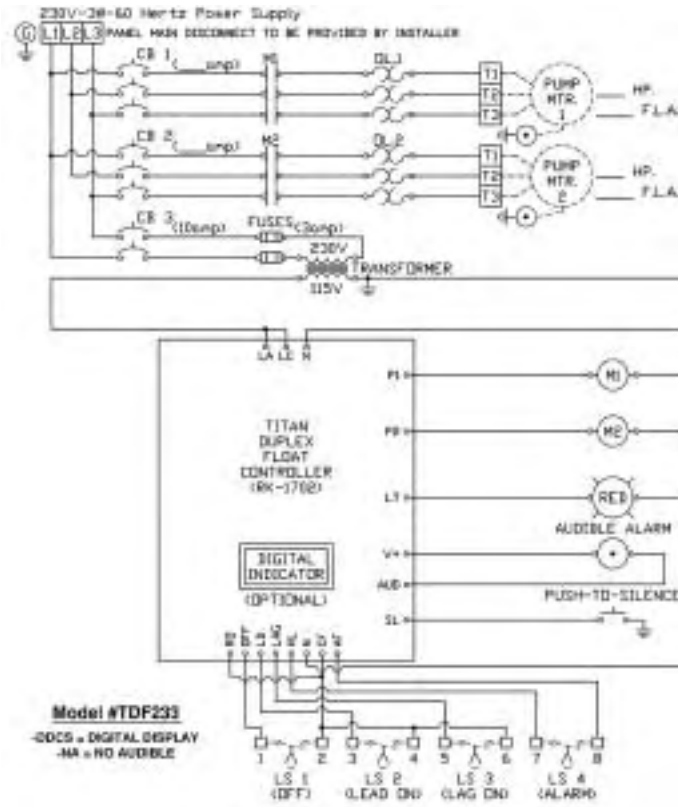 230V-3Ø-60 Hertz Power Supply
G L1 L2 L3 PANEL MAIN DISCONNECT TO BE PROVIDED BY INSTALLER
CB 1 (___amp) M1 OL1
T1
T2
T3
PUMP
MTR.
1
HP.
F.L.A.
CB 2 (___amp) M2 OL2
T1
T2
T3
PUMP
MTR.
2
HP.
F.L.A.
CB 3 (10amp) FUSES (3amp)
230V
TRANSFORMER
115V
LA LC N
TITAN
DUPLEX
FLOAT
CONTROLLER
(RK-1702)
P1 M1
M2
LT RED
AUDIBLE ALARM
V+
AUD
PUSH-TO-SILENCE
SL
DIGITAL
INDICATOR
(OPTIONAL)
OFF LD LAG HL
Model #TDF233
-DDCS = DIGITAL DISPLAY
-NA = NO AUDIBLE
1 2 3 4 5 6 7 8
LS 1 LS 2 LS 3 LS 4
(OFF) (LEAD ON) (LAG ON) (ALARM)